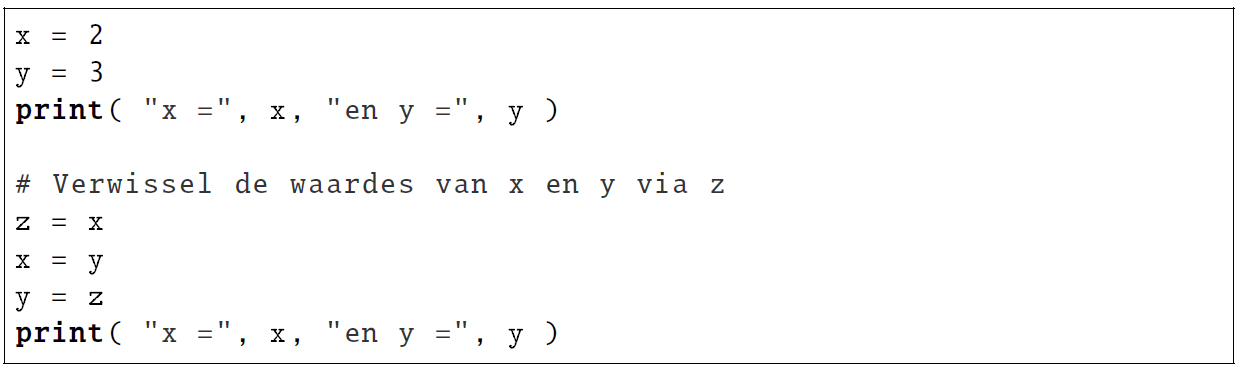 x = 2
y = 3
print( "x =", x, "en y =", y )
# Verwissel de waardes van x en y via z
z = x
x = y
y = z
print( "x =", x, "en y =", y )